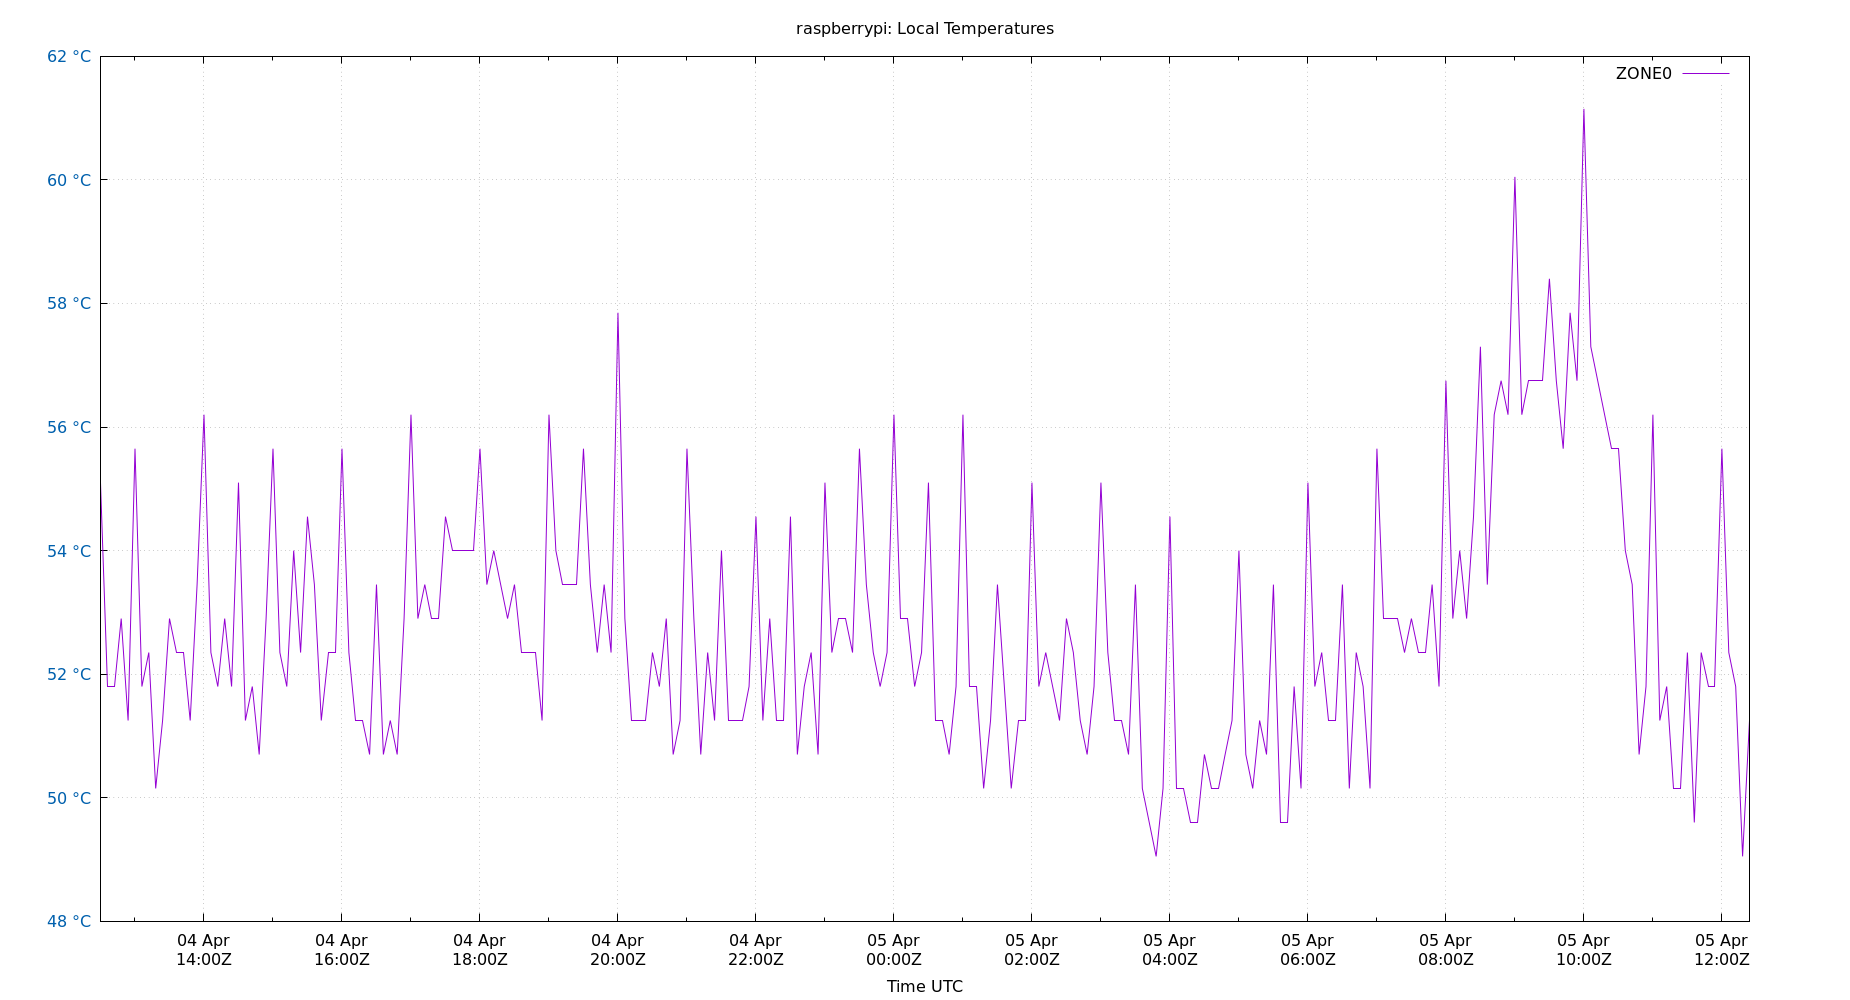 raspberrypi: Local Temperatures
ZONE0
62 °C
60 °C
58 °C
56 °C
54 °C
52 °C
50 °C
48 °C
04 Apr
14:00Z
04 Apr
16:00Z
04 Apr
18:00Z
04 Apr
20:00Z
04 Apr
22:00Z
05 Apr
00:00Z
05 Apr
02:00Z
05 Apr
04:00Z
05 Apr
06:00Z
05 Apr
08:00Z
05 Apr
10:00Z
05 Apr
12:00Z
Time UTC